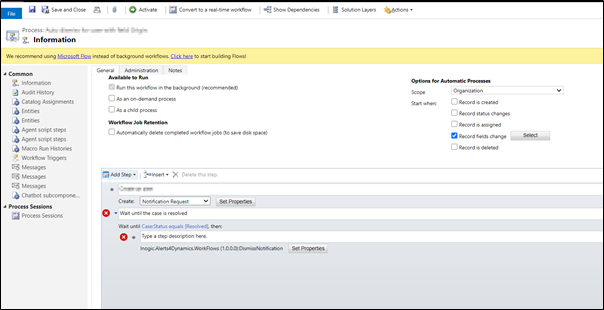 File
Save and Close
Activate
Convert to a real-time workflow
Show Dependencies
Solution Layers
Actions
Process:
Information
We recommend using Microsoft Flow instead of background workflows. Click here to start building Flows!
Common
Information
Audit History
Catalog Assignments
Entities
Entities
Agent script steps
Agent script steps
Macro Run Histories
Workflow Triggers
Messages
Messages
Messages
Chatbot subcompone...
Process Sessions
Process Sessions
General
Administration
Notes
Available to Run
Run this workflow in the background (recommended)
As an on-demand process
As a child process
Workflow Job Retention
Automatically delete completed workflow jobs (to save disk space)
Options for Automatic Processes
Scope
Organization
Start when:
Record is created
Record status changes
Record is assigned
Record fields change
Select
Record is deleted
Add Step
Insert
Delete this step.
Create:
Notification Request
Set Properties
Wait until the case is resolved
Wait until Case:Status equals [Resolved], then:
Type a step description here.
Inogic.Alerts4Dynamics.WorkFlows (1.0.0.0):DismissNotification
Set Properties